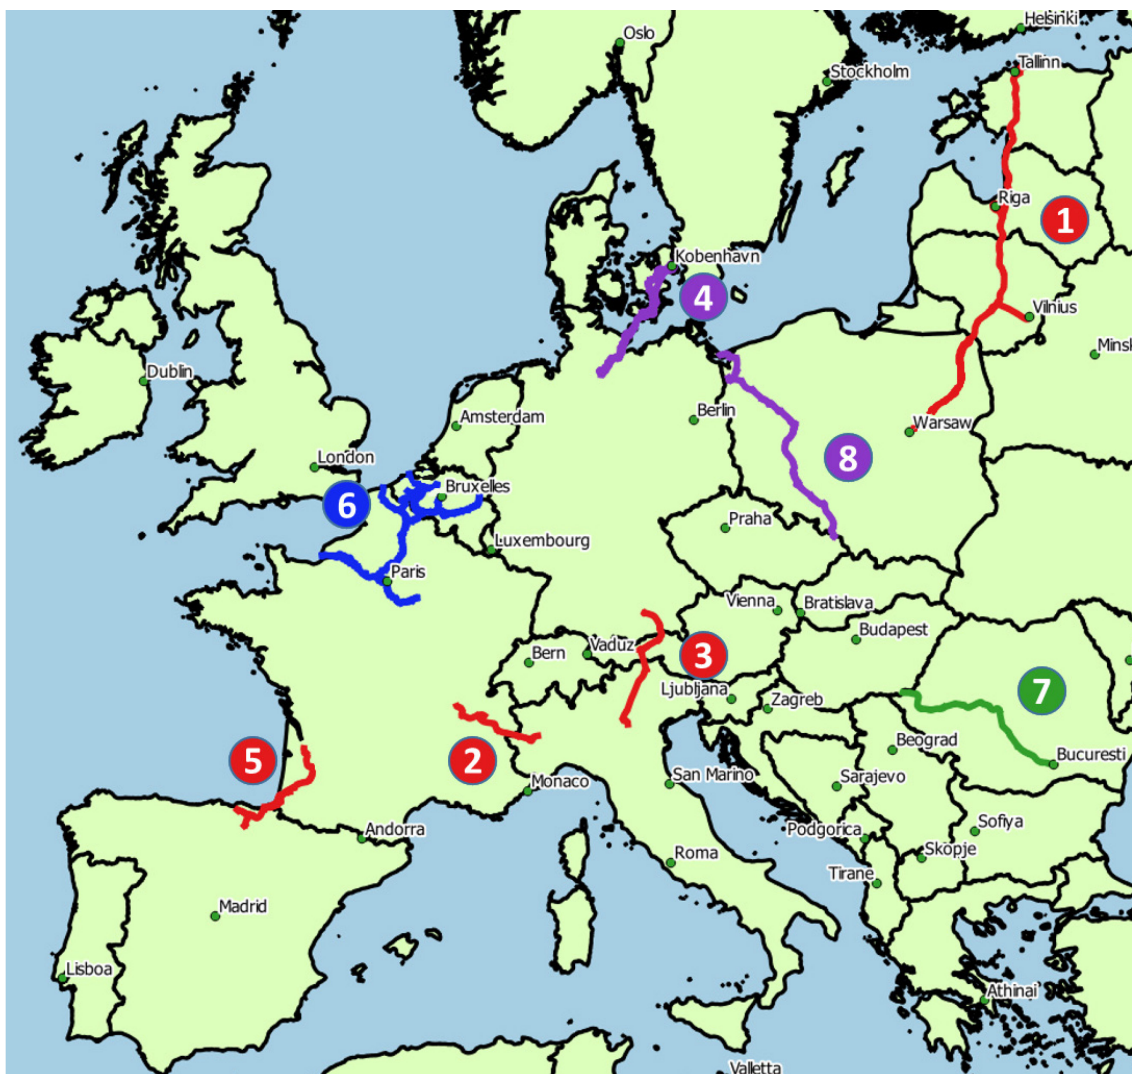 Helsinki
Oslo
Tallinn
Stockholm
Riga
1
Kobenhavn
4
Vilnius
Minsk
Dublin
Amsterdam
Berlin
Warsaw
London
8
Bruxelles
6
Praha
Luxembourg
Paris
Vienna
Bratislava
Budapest
Bern
Vaduz
3
Ljubljana
Zagreb
7
5
2
Beograd
Bucuresti
Monaco
San Marino
Sarajevo
Andorra
Podgorica
Sofiya
Roma
Skopje
Tirane
Madrid
Lisboa
Athinai
Valletta